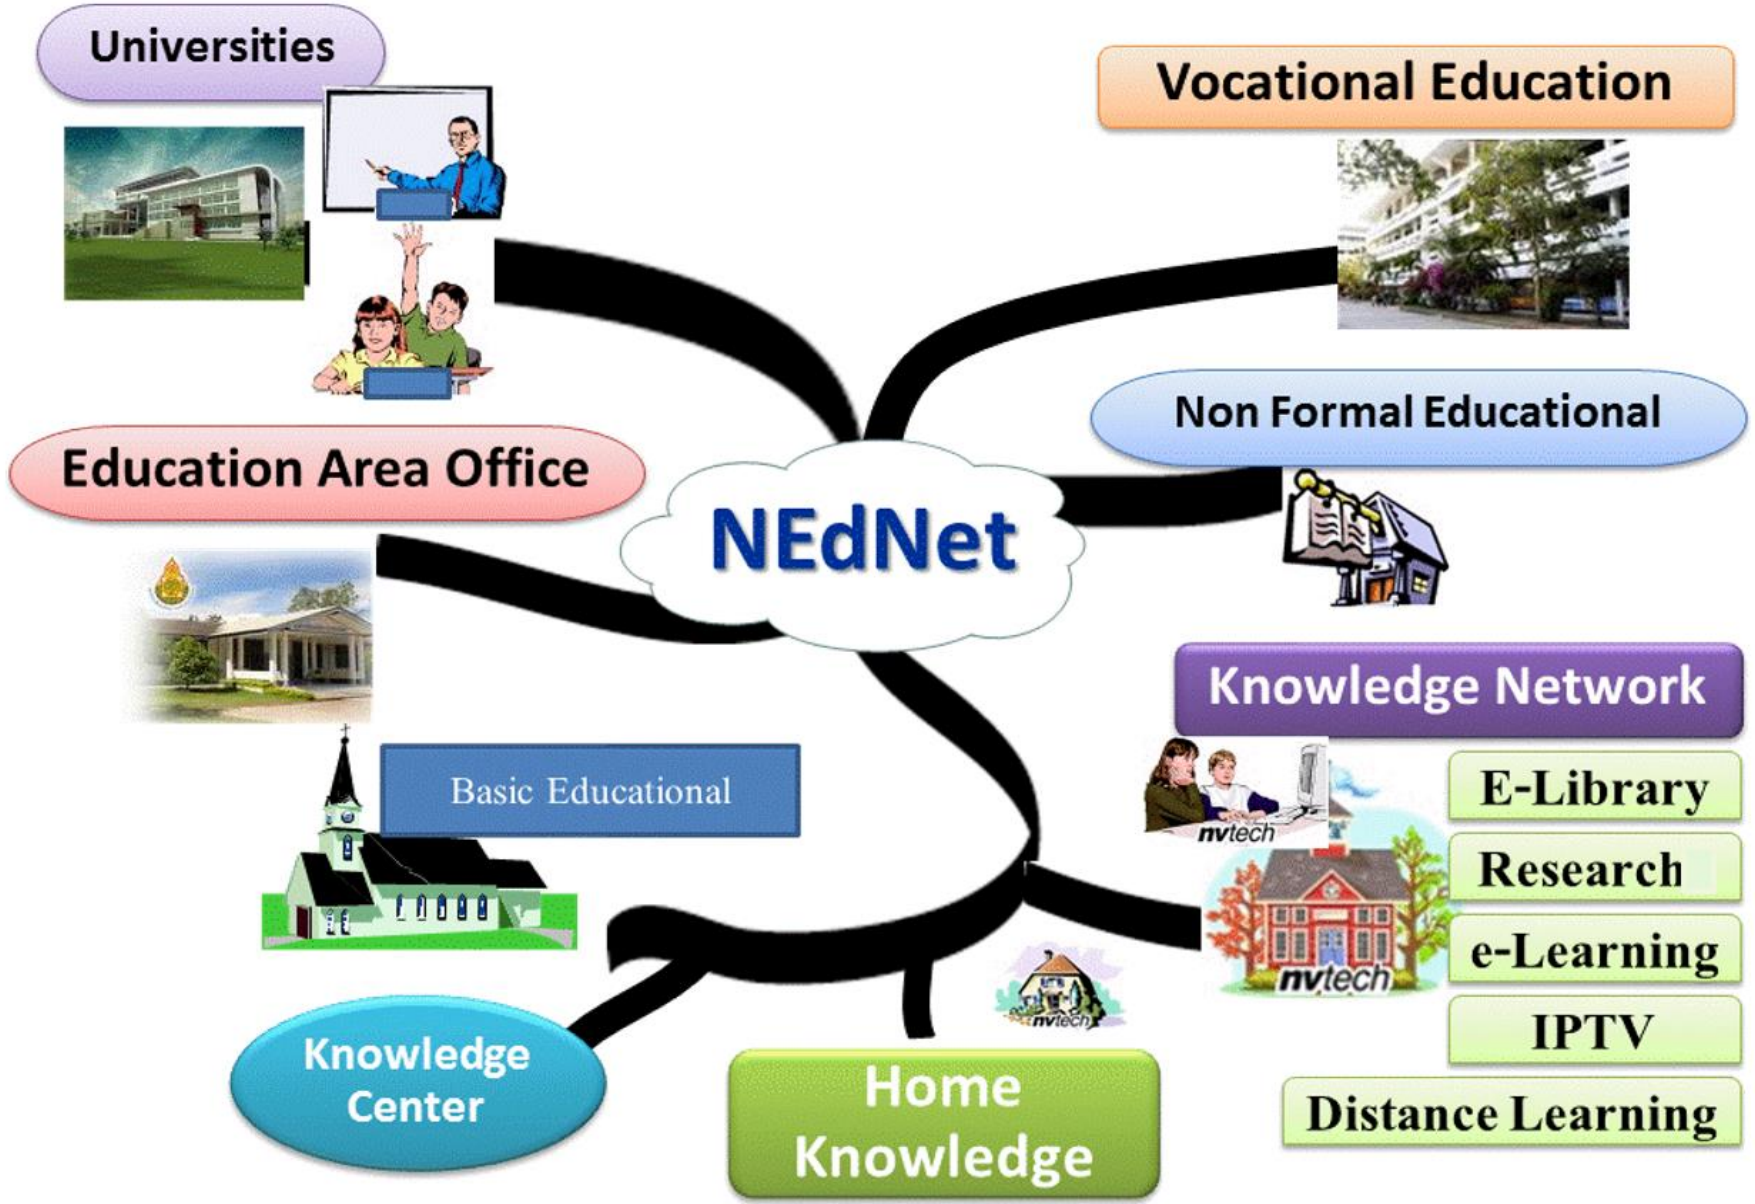 Universities
Vocational Education
Non Formal Educational
Education Area Office
NEdNet
Knowledge Network
Basic Educational
nvtech
E-Library
Research
e-Learning
nvtech
nvtech
IPTV
Knowledge
Center
Home
Knowledge
Distance Learning